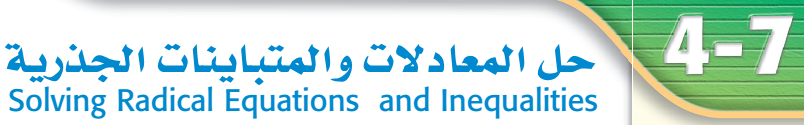 4-7
حل المعادلات والمتباينات الجذرية
Solving Radical Equations and Inequalities